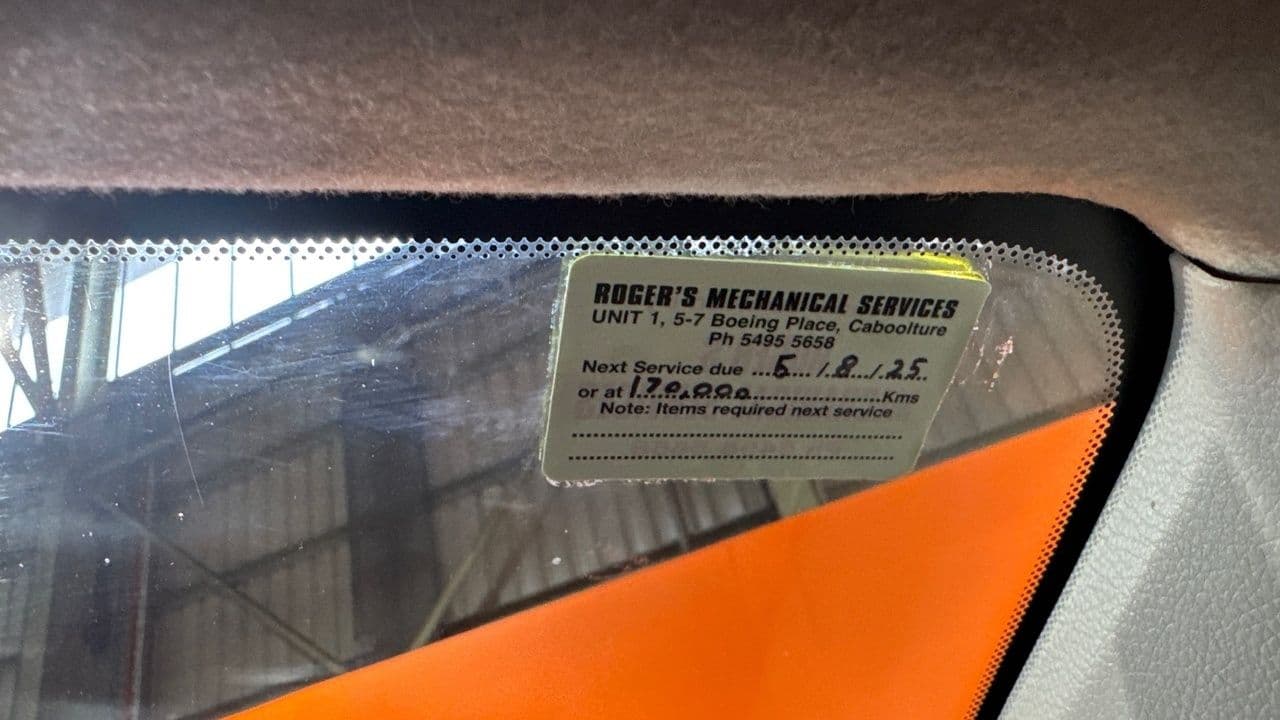 ROGER'S MECHANICAL SERVICES
UNIT 1, 5-7 Boeing Place, Caboolture
Ph 5495 5658
Next Service due ...5.../..8.../..25..
or at 170,000..................Kms
Note: Items required next service